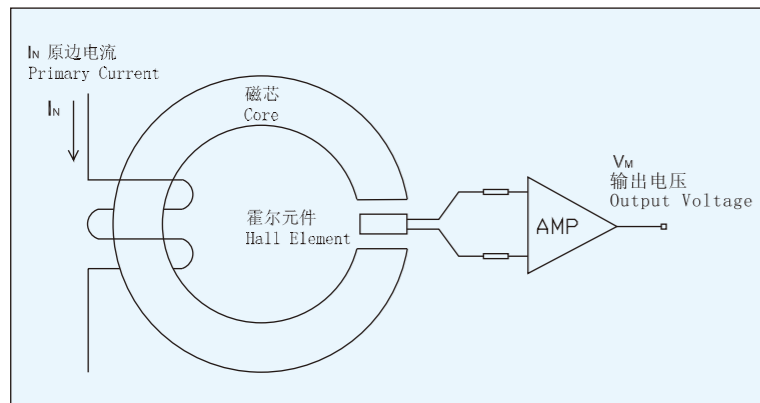 IN 原边电流
Primary Current
IN
磁芯
Core
霍尔元件
Hall Element
AMP
VM
输出电压
Output Voltage